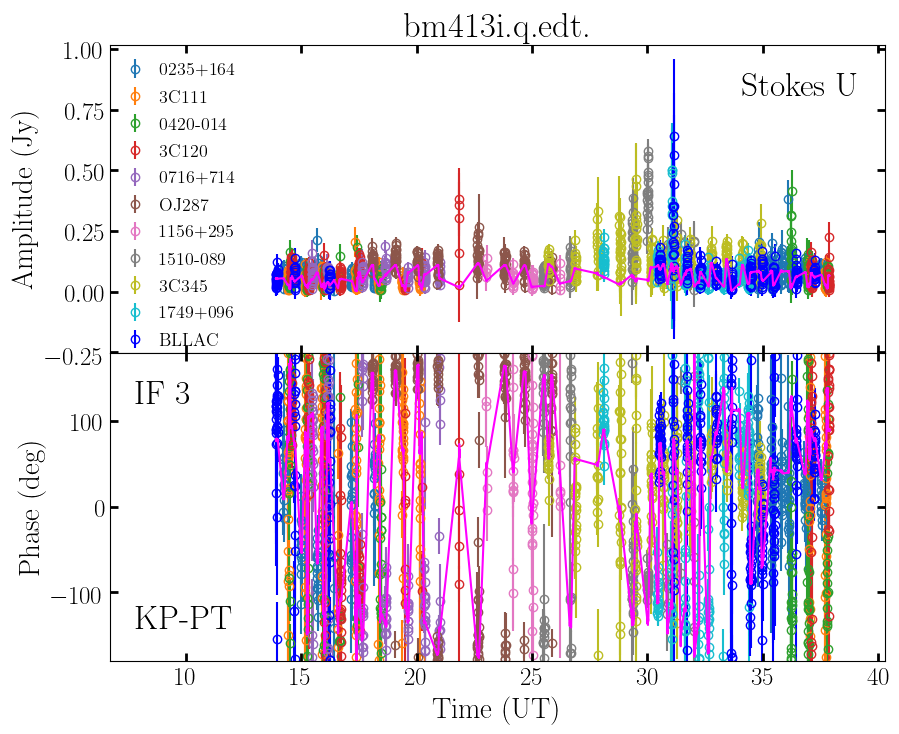 bm413i.q.edt.
Stokes U
Amplitude (Jy)
1.00
0.75
0.50
0.25
0.00
−0.25
0235+164
3C111
0420-014
3C120
0716+714
OJ287
1156+295
1510-089
3C345
1749+096
BLLAC
IF 3
KP-PT
Phase (deg)
100
0
−100
10 15 20 25 30 35 40
Time (UT)